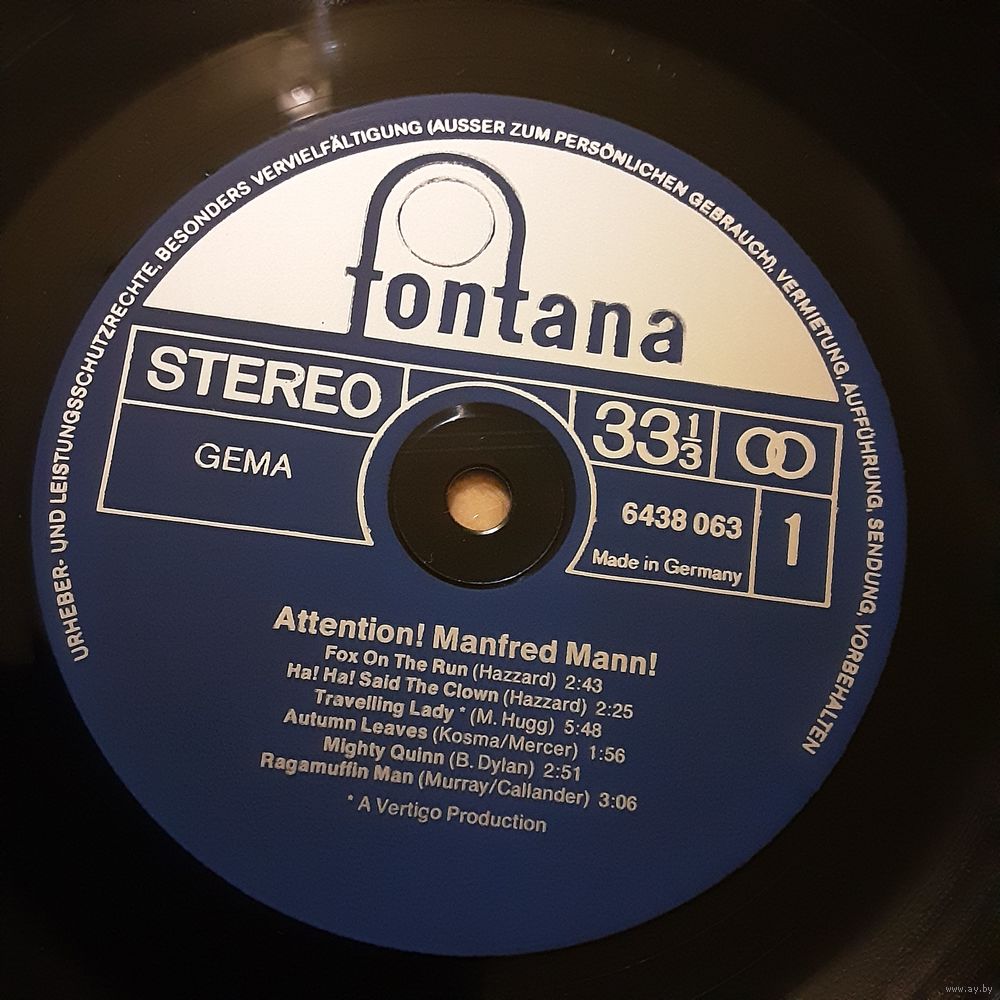 URHEBER- UND LEISTUNGSSCHUTZRECHTE, BESONDERS VERVIELFÄLTIGUNG (AUSSER ZUM PERSÖNLICHEN GEBRAUCH), VERMIETUNG, AUFFÜHRUNG, SENDUNG, VORBEHALTEN
fontana
STEREO
33 1/3
GEMA
6438 063
1
Made in Germany
Attention! Manfred Mann!
Fox On The Run (Hazzard) 2:43
Ha! Ha! Said The Clown (Hazzard) 2:25
Travelling Lady * (M. Hugg) 5:48
Autumn Leaves (Kosma/Mercer) 1:56
Mighty Quinn (B. Dylan) 2:51
Ragamuffin Man (Murray/Callander) 3:06
* A Vertigo Production
www.ay.by